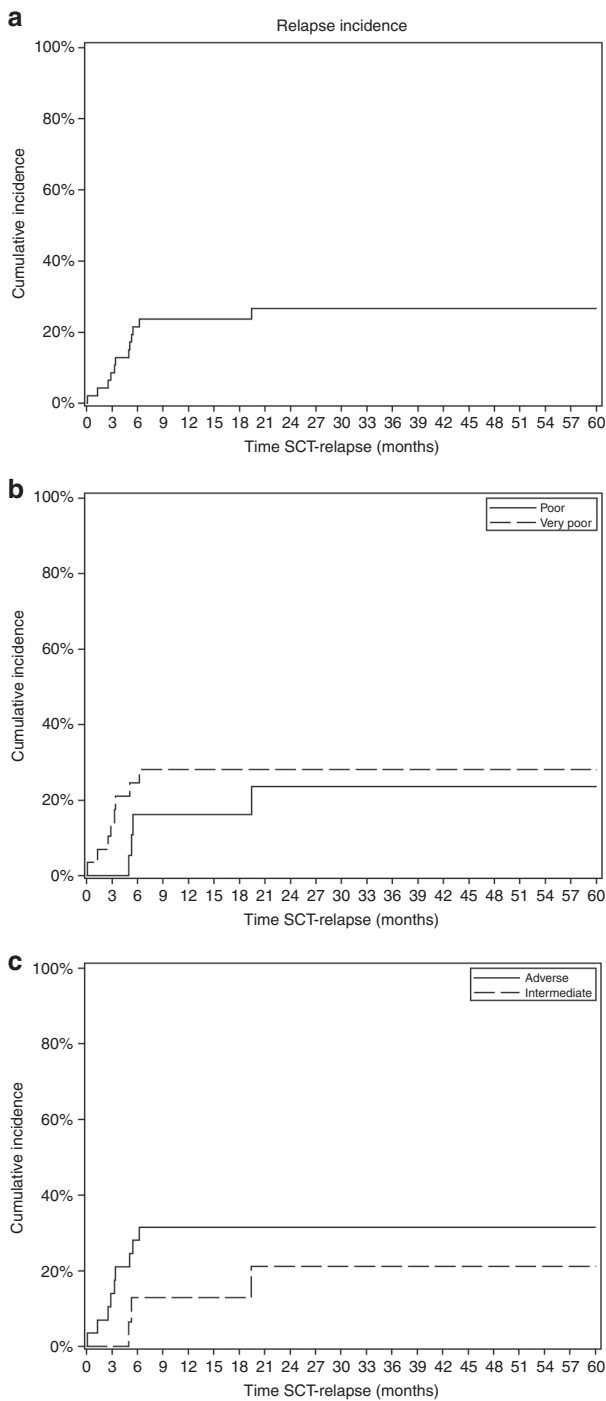 a
Relapse incidence
100%
80%
60%
40%
20%
0%
Cumulative incidence
0 3 6 9 12 15 18 21 24 27 30 33 36 39 42 45 48 51 54 57 60
Time SCT-relapse (months)
b
100%
80%
60%
40%
20%
0%
Cumulative incidence
Poor
Very poor
0 3 6 9 12 15 18 21 24 27 30 33 36 39 42 45 48 51 54 57 60
Time SCT-relapse (months)
c
100%
80%
60%
40%
20%
0%
Cumulative incidence
Adverse
Intermediate
0 3 6 9 12 15 18 21 24 27 30 33 36 39 42 45 48 51 54 57 60
Time SCT-relapse (months)